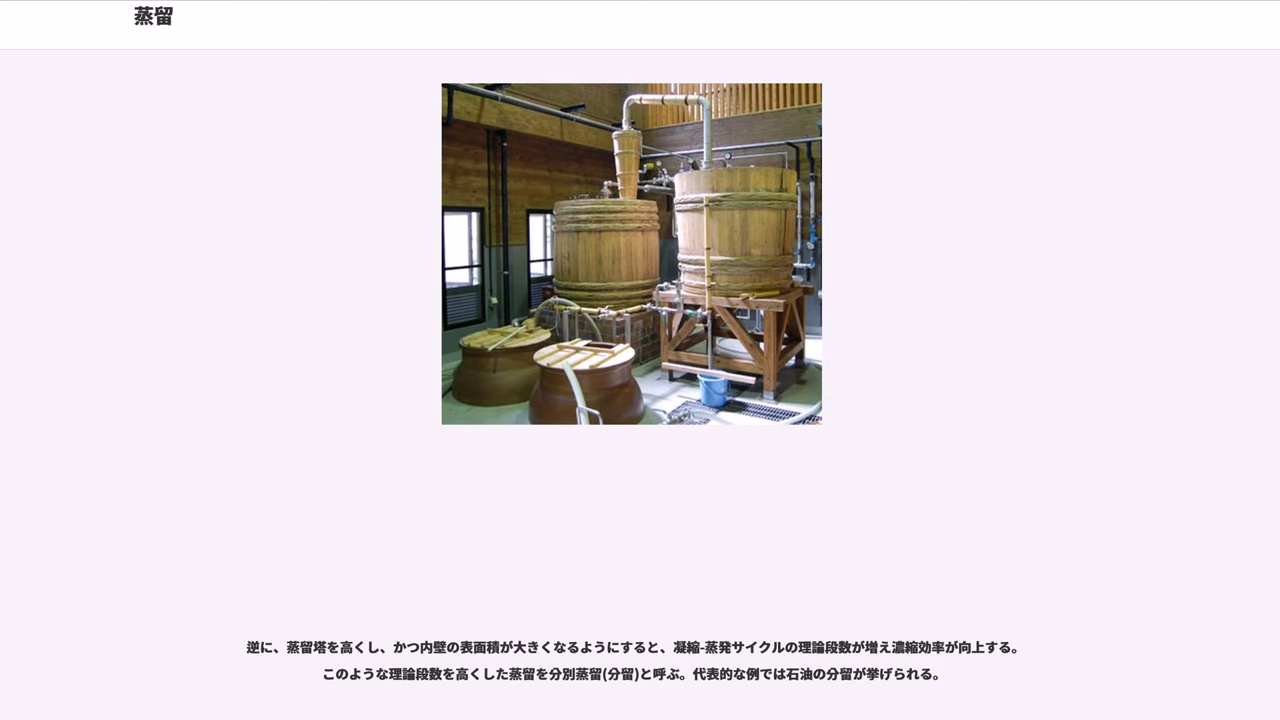 蒸留
逆に、蒸留塔を高くし、かつ内壁の表面積が大きくなるようにすると、凝縮-蒸発サイクルの理論段数が増え濃縮効率が向上する。
このような理論段数を高くした蒸留を分別蒸留(分留)と呼ぶ。代表的な例では石油の分留が挙げられる。